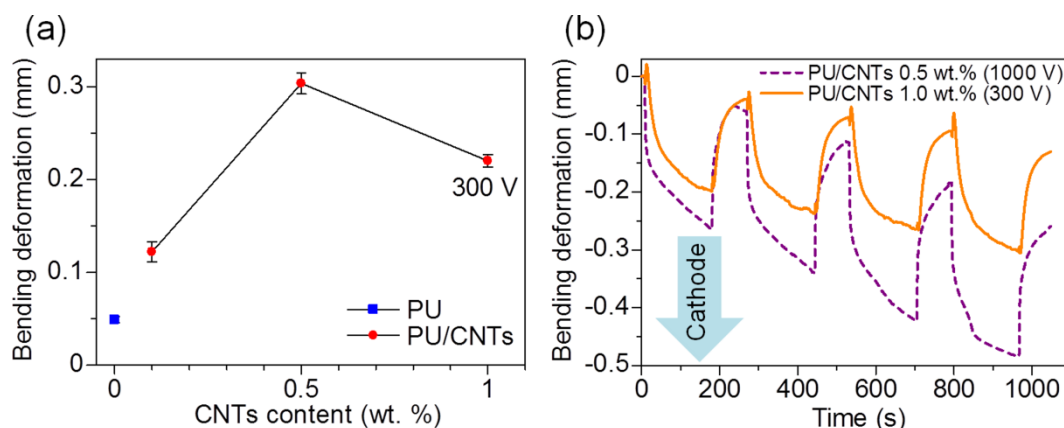 (a)
Bending deformation (mm)
0.3
0.2
0.1
0
300 V
PU
PU/CNTs
0
0.5
1
CNTs content (wt. %)
(b)
Bending deformation (mm)
0
-0.1
-0.2
-0.3
-0.4
-0.5
PU/CNTs 0.5 wt.% (1000 V)
PU/CNTs 1.0 wt.% (300 V)
Cathode
0
200
400
600
800
1000
Time (s)